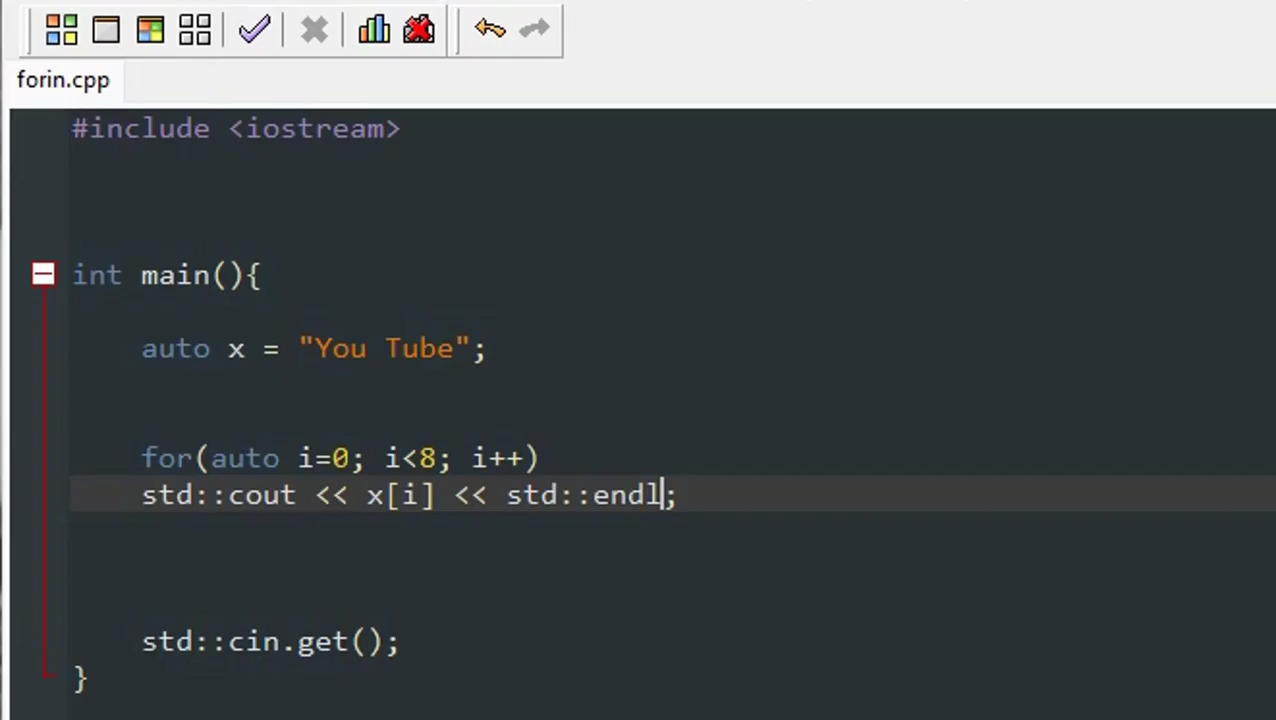 forin.cpp
#include <iostream>
int main(){
auto x = "You Tube";
for(auto i=0; i<8; i++)
std::cout << x[i] << std::endl;
std::cin.get();
}